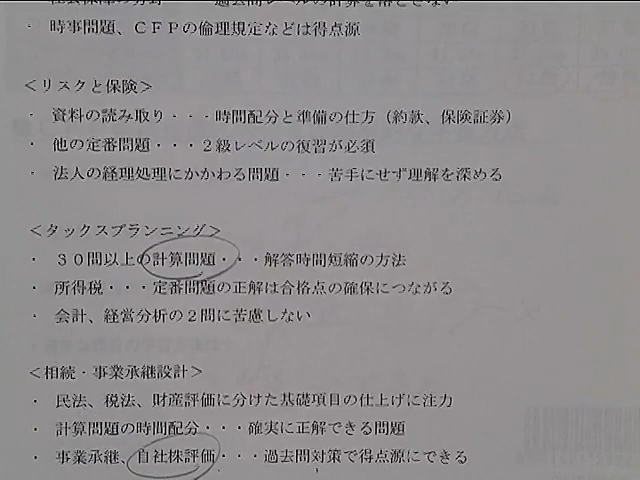 ・ 時事問題、ＣＦＰの倫理規定などは得点源
＜リスクと保険＞
・ 資料の読み取り・・・時間配分と準備の仕方（約款、保険証券）
・ 他の定番問題・・・２級レベルの復習が必須
・ 法人の経理処理にかかわる問題・・・苦手にせず理解を深める
＜タックスプランニング＞
・ ３０問以上の計算問題・・・解答時間短縮の方法
・ 所得税・・・定番問題の正解は合格点の確保につながる
・ 会計、経営分析の２問に苦慮しない
＜相続・事業承継設計＞
・ 民法、税法、財産評価に分けた基礎項目の仕上げに注力
・ 計算問題の時間配分・・・確実に正解できる問題
・ 事業承継、自社株評価・・・過去問対策で得点源にできる